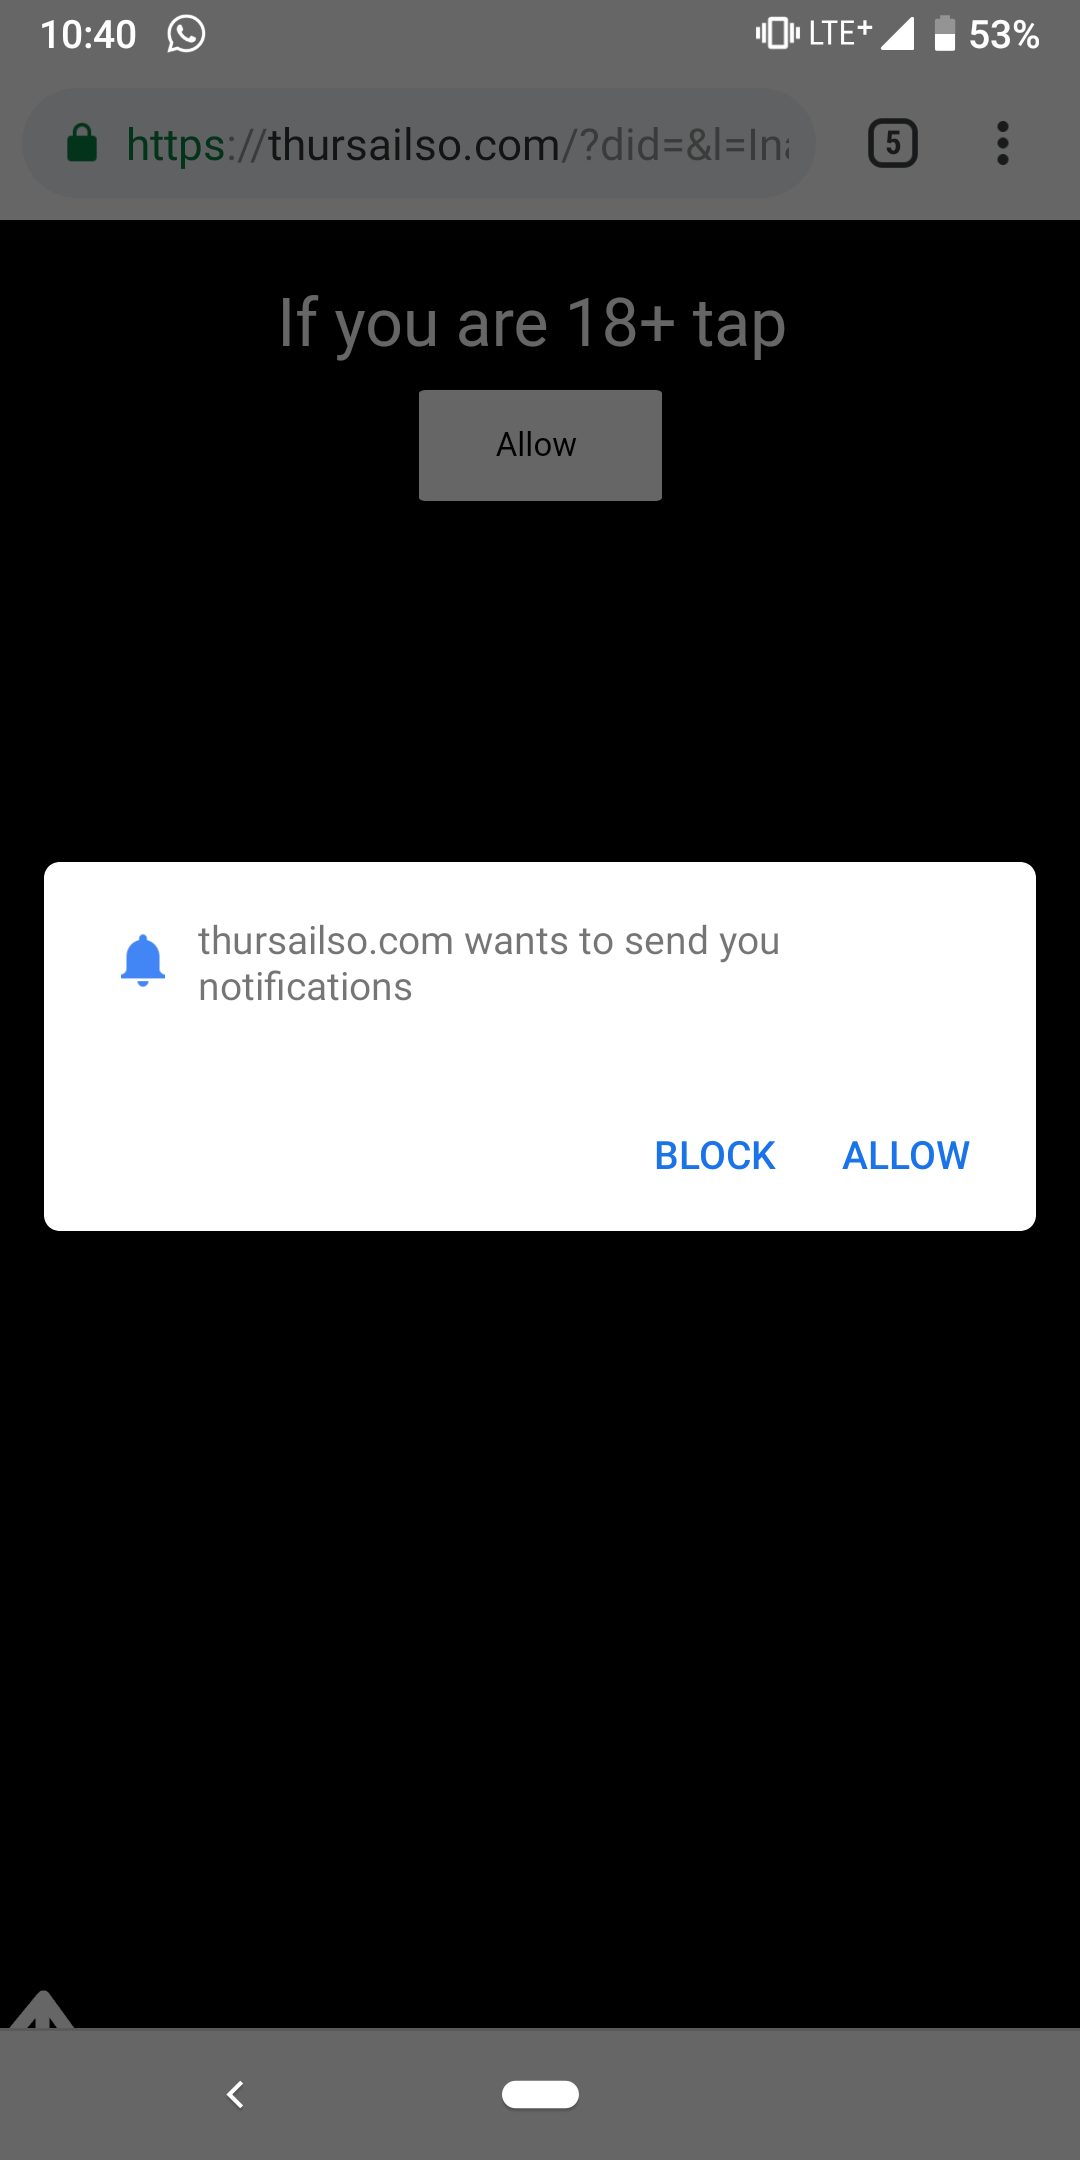 10:40 LTE+ 53%
https://thursailso.com/?did=&l=In 5
If you are 18+ tap
Allow
thursailso.com wants to send you
notifications
BLOCK ALLOW